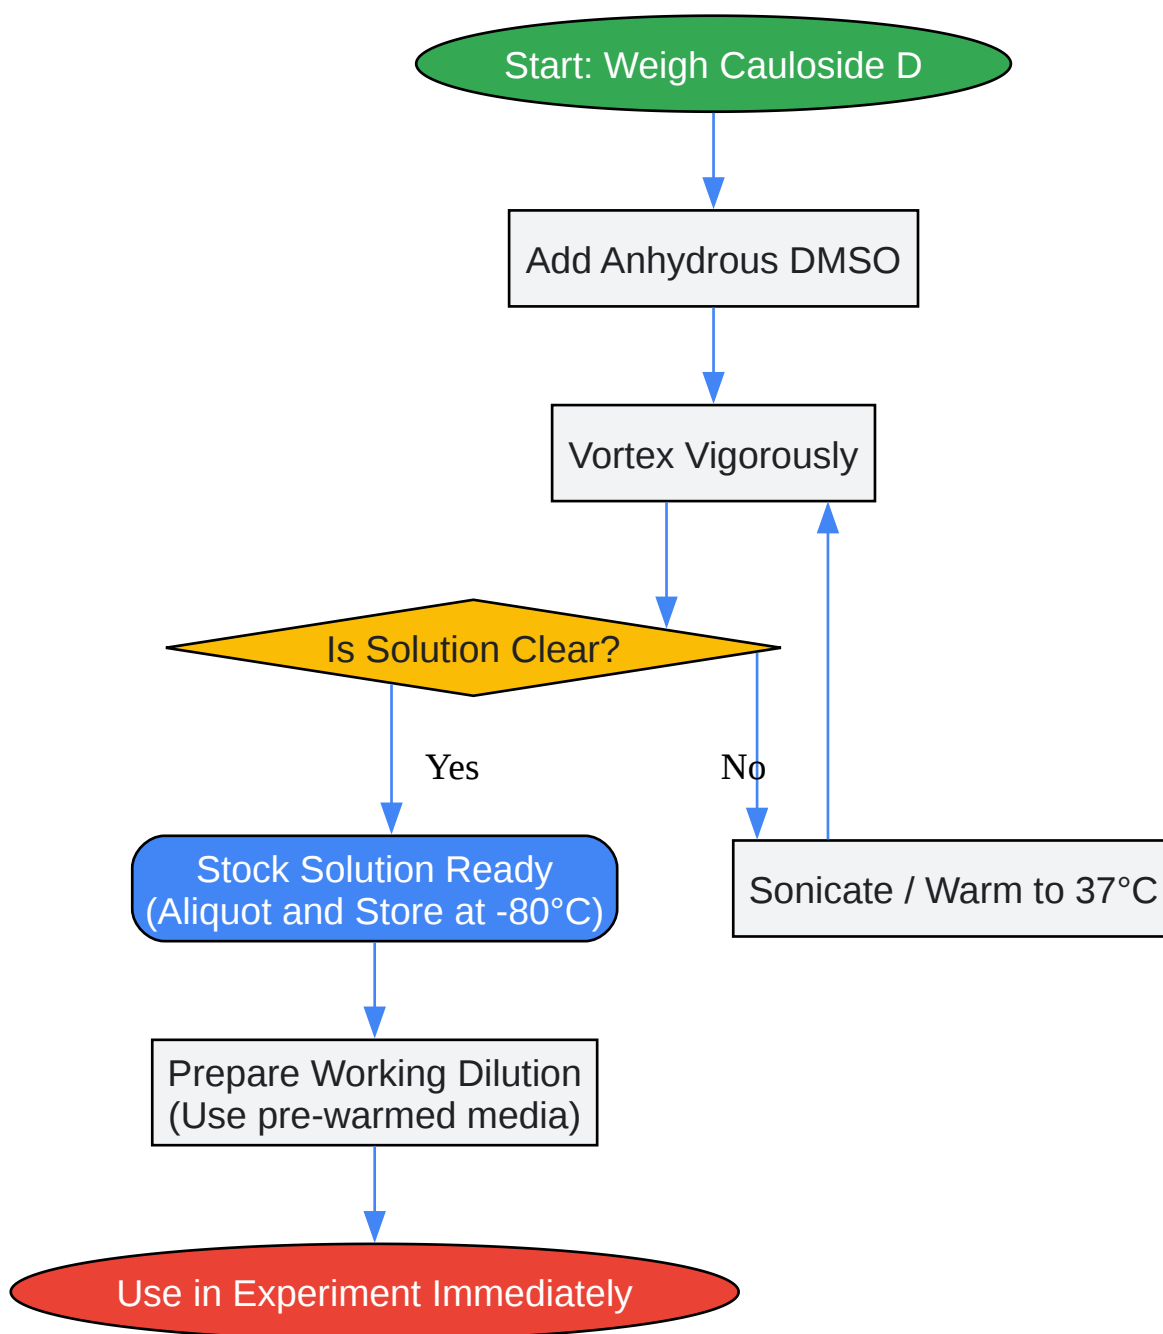 Start: Weigh Cauloside D
Add Anhydrous DMSO
Vortex Vigorously
Is Solution Clear?
Yes
No
Stock Solution Ready
(Aliquot and Store at -80°C)
Sonicate / Warm to 37°C
Prepare Working Dilution
(Use pre-warmed media)
Use in Experiment Immediately